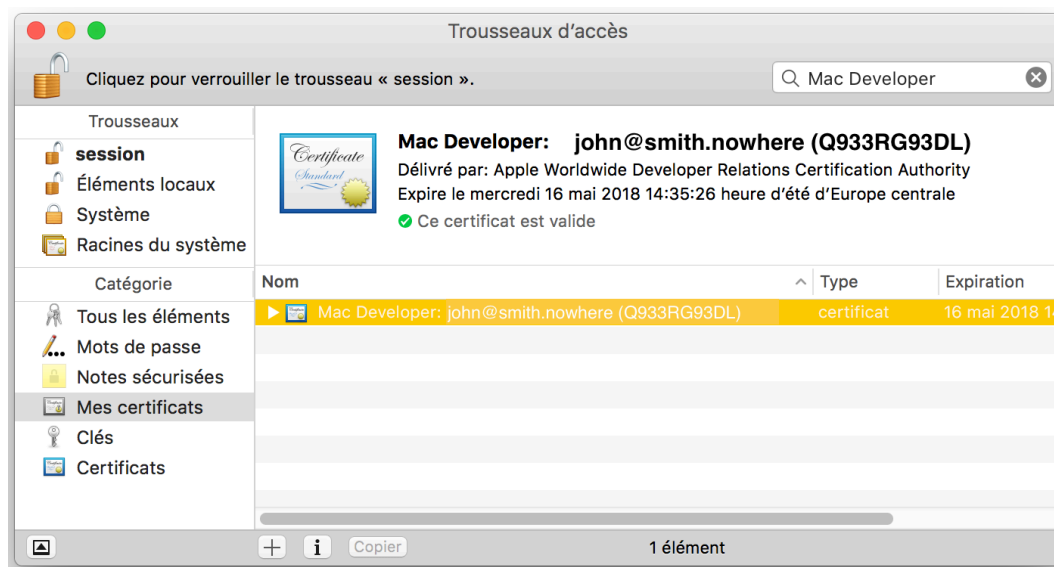 Trousseaux d’accès
Cliquez pour verrouiller le trousseau « session ».
Mac Developer
Trousseaux
session
Éléments locaux
Système
Racines du système
Catégorie
Tous les éléments
Mots de passe
Notes sécurisées
Mes certificats
Clés
Certificats
Certificate
Standard
Mac Developer: john@smith.nowhere (Q933RG93DL)
Délivré par: Apple Worldwide Developer Relations Certification Authority
Expire le mercredi 16 mai 2018 14:35:26 heure d’été d’Europe centrale
Ce certificat est valide
Nom Type Expiration
Mac Developer: john@smith.nowhere (Q933RG93DL) certificat 16 mai 2018
Copier
1 élément